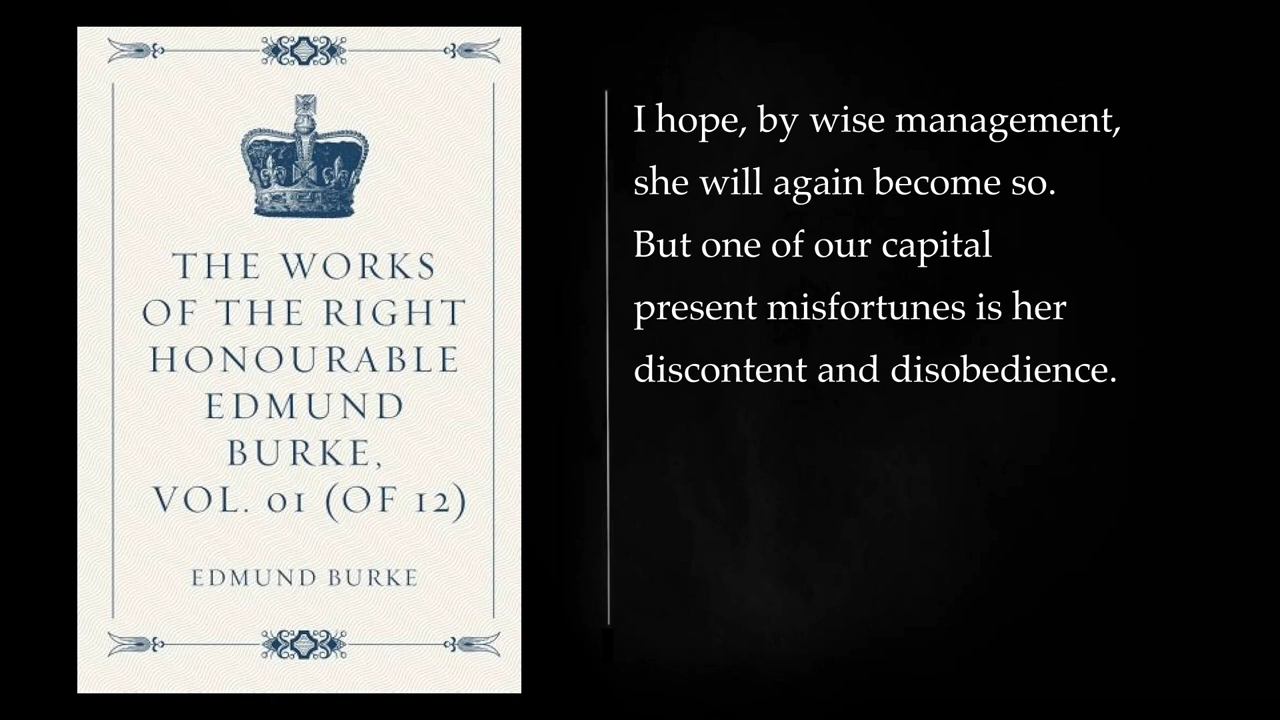 THE WORKS
OF THE RIGHT
HONOURABLE
EDMUND
BURKE,
VOL. 01 (OF 12)
EDMUND BURKE
I hope, by wise management,
she will again become so.
But one of our capital
present misfortunes is her
discontent and disobedience.